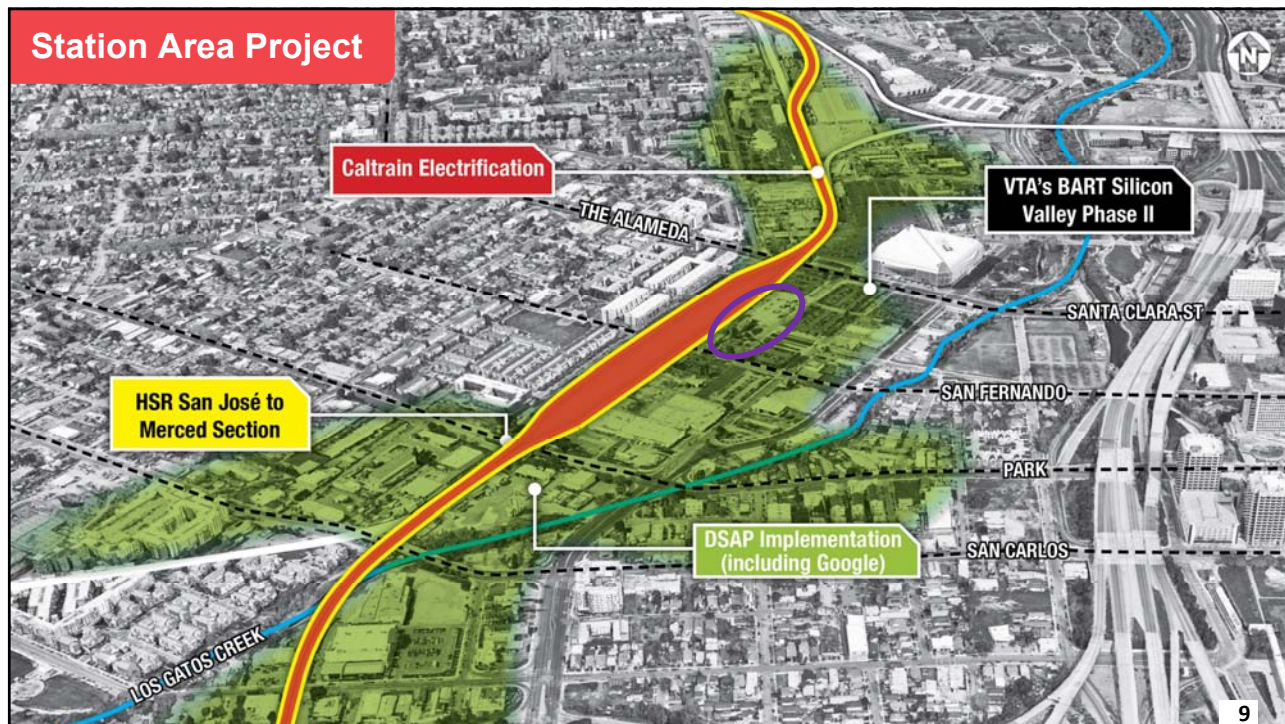 Station Area Project
N
Caltrain Electrification
THE ALAMEDA
VTA's BART Silicon
Valley Phase II
SANTA CLARA ST
HSR San José to
Merced Section
SAN FERNANDO
PARK
DSAP Implementation
(including Google)
SAN CARLOS
LOS GATOS CREEK
9